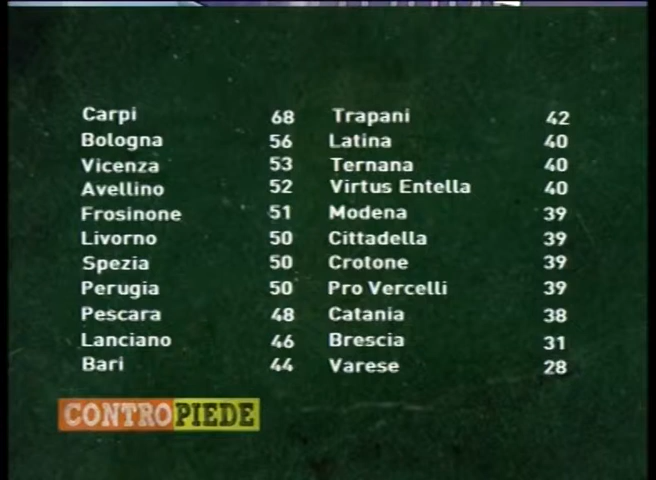 Carpi 68
Bologna 56
Vicenza 53
Avellino 52
Frosinone 51
Livorno 50
Spezia 50
Perugia 50
Pescara 48
Lanciano 46
Bari 44
Trapani 42
Latina 40
Ternana 40
Virtus Entella 40
Modena 39
Cittadella 39
Crotone 39
Pro Vercelli 39
Catania 38
Brescia 31
Varese 28
CONTROPIEDE